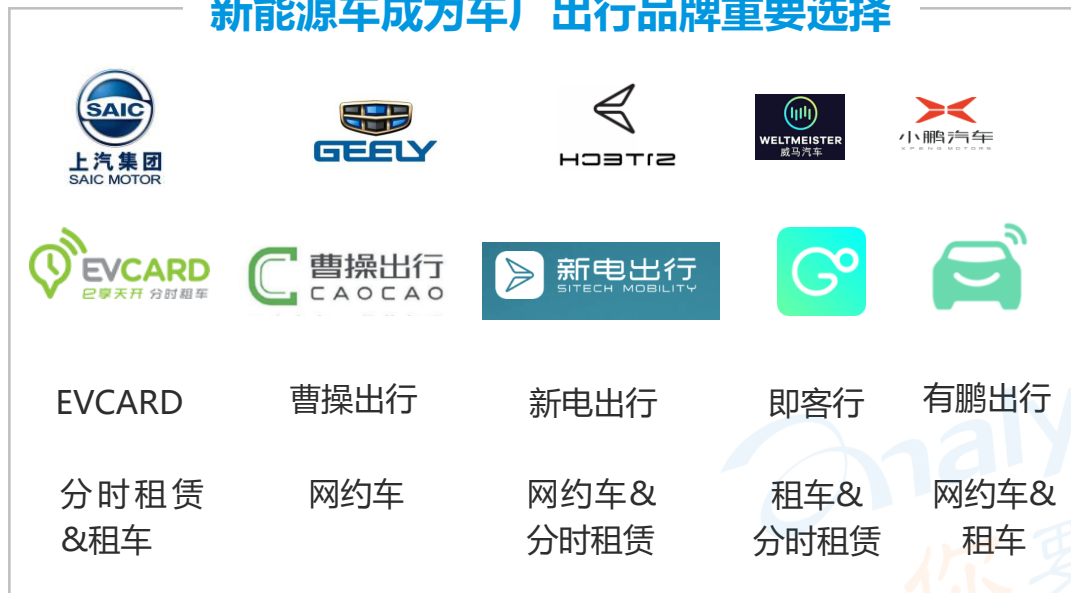 新能源车成为车厂出行品牌重要选择
SAIC
上汽集团
SAIC MOTOR
GEELY
WELTMEISTER
威马汽车
小鹏汽车
XPENG MOTORS
EVCARD
分时租车
曹操出行
CAOCAO
新电出行
SITECH MOBILITY
EVCARD 曹操出行 新电出行 即客行 有鹏出行
分时租赁 网约车 网约车& 租车& 网约车&
&租车 分时租赁 分时租赁 租车
你要